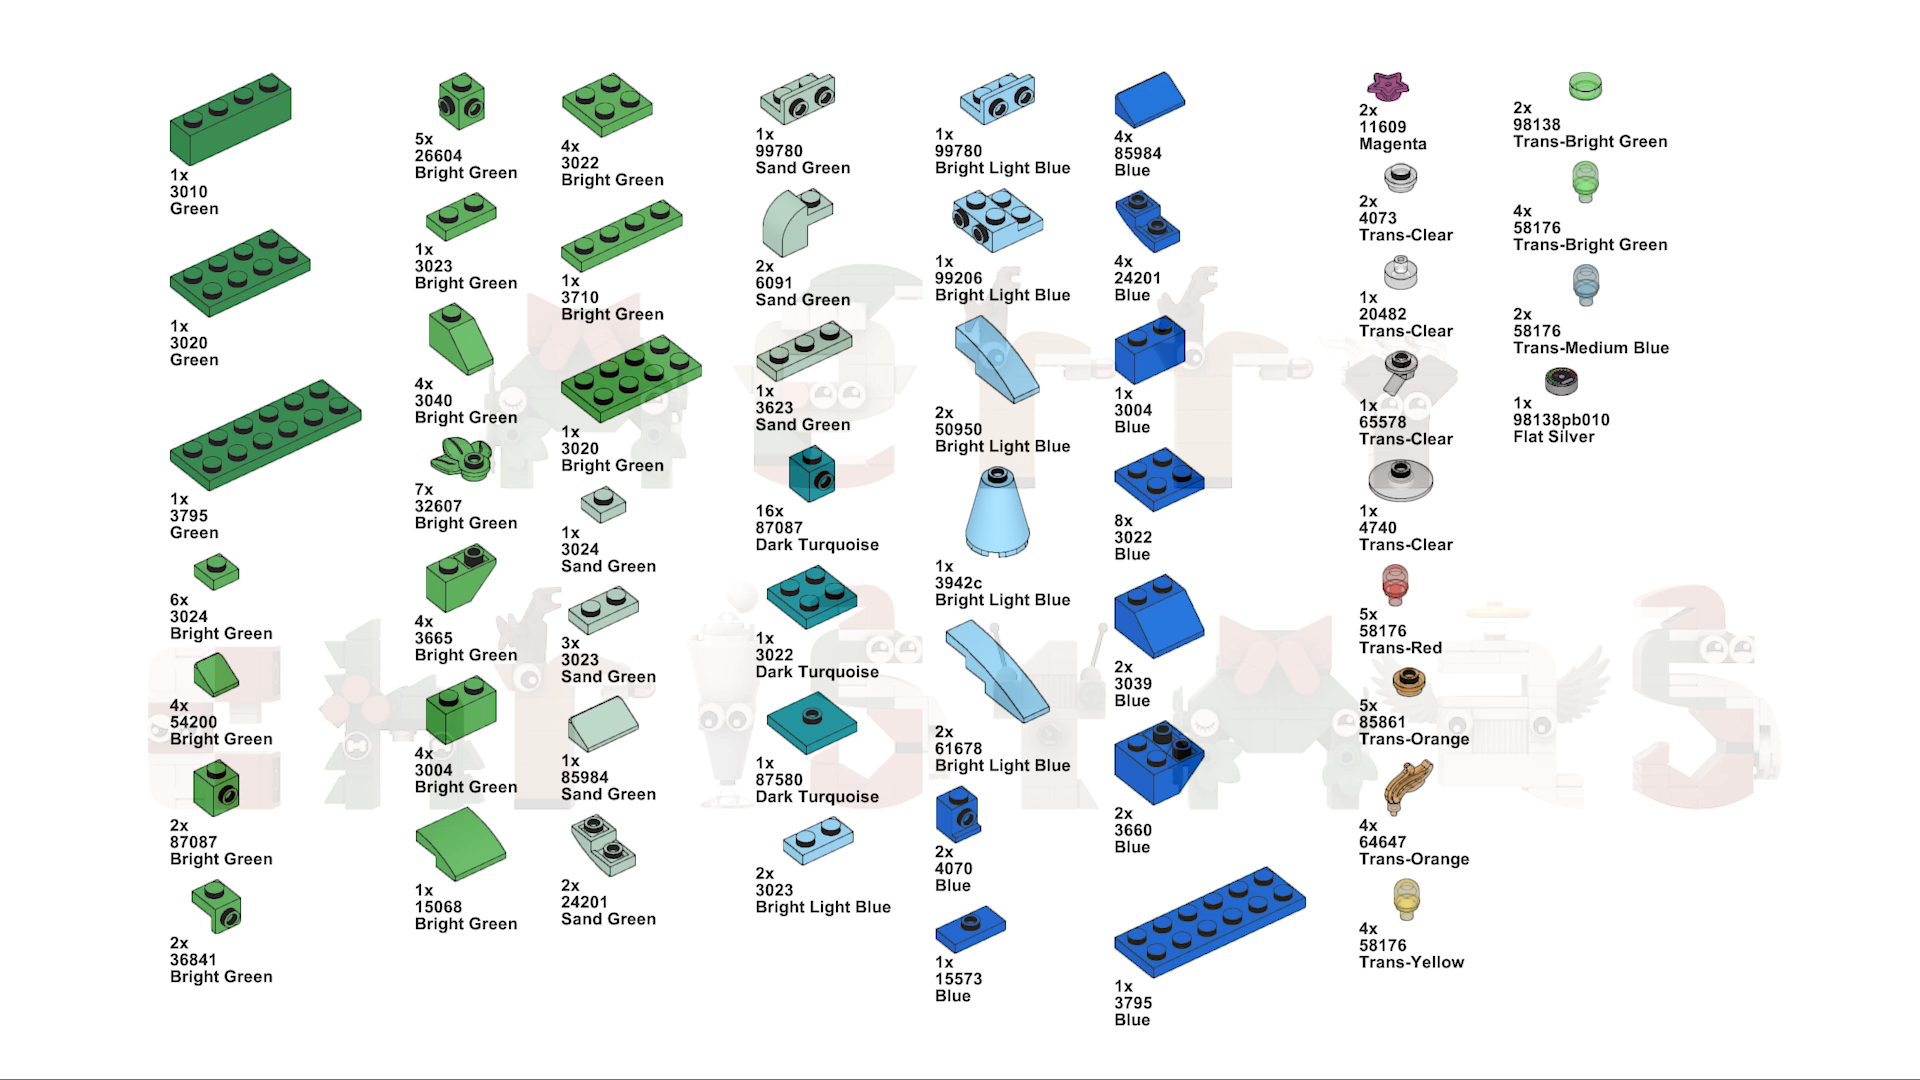 1x
3010
Green
1x
3020
Green
1x
3795
Green
6x
3024
Bright Green
4x
54200
Bright Green
2x
87087
Bright Green
2x
36841
Bright Green
5x
26604
Bright Green
1x
3023
Bright Green
4x
3040
Bright Green
7x
32607
Bright Green
4x
3665
Bright Green
4x
3004
Bright Green
1x
15068
Bright Green
4x
3022
Bright Green
1x
3710
Bright Green
1x
3020
Bright Green
1x
3024
Sand Green
3x
3023
Sand Green
1x
85984
Sand Green
2x
24201
Sand Green
1x
99780
Sand Green
2x
6091
Sand Green
1x
3623
Sand Green
16x
87087
Dark Turquoise
1x
3022
Dark Turquoise
1x
87580
Dark Turquoise
2x
3023
Bright Light Blue
1x
99780
Bright Light Blue
1x
99206
Bright Light Blue
2x
50950
Bright Light Blue
1x
3942c
Bright Light Blue
2x
61678
Bright Light Blue
2x
4070
Blue
1x
15573
Blue
4x
85984
Blue
4x
24201
Blue
1x
3004
Blue
8x
3022
Blue
2x
3039
Blue
2x
3660
Blue
1x
3795
Blue
2x
11609
Magenta
2x
4073
Trans-Clear
1x
20482
Trans-Clear
1x
65578
Trans-Clear
1x
4740
Trans-Clear
5x
58176
Trans-Red
5x
85861
Trans-Orange
4x
64647
Trans-Orange
4x
58176
Trans-Yellow
2x
98138
Trans-Bright Green
4x
58176
Trans-Bright Green
2x
58176
Trans-Medium Blue
1x
98138pb010
Flat Silver